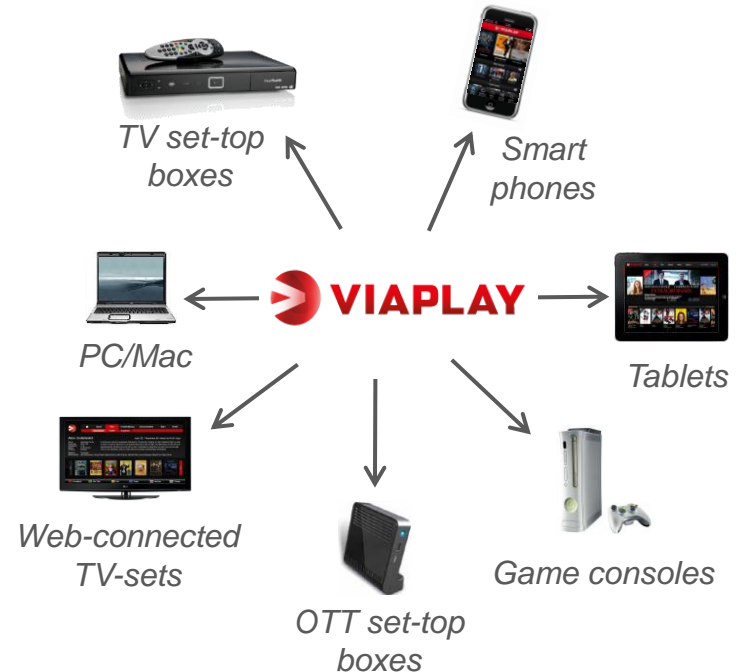 TV set-top
boxes
Smart
phones
VIAPLAY
PC/Mac
Tablets
Web-connected
TV-sets
Game consoles
OTT set-top
boxes